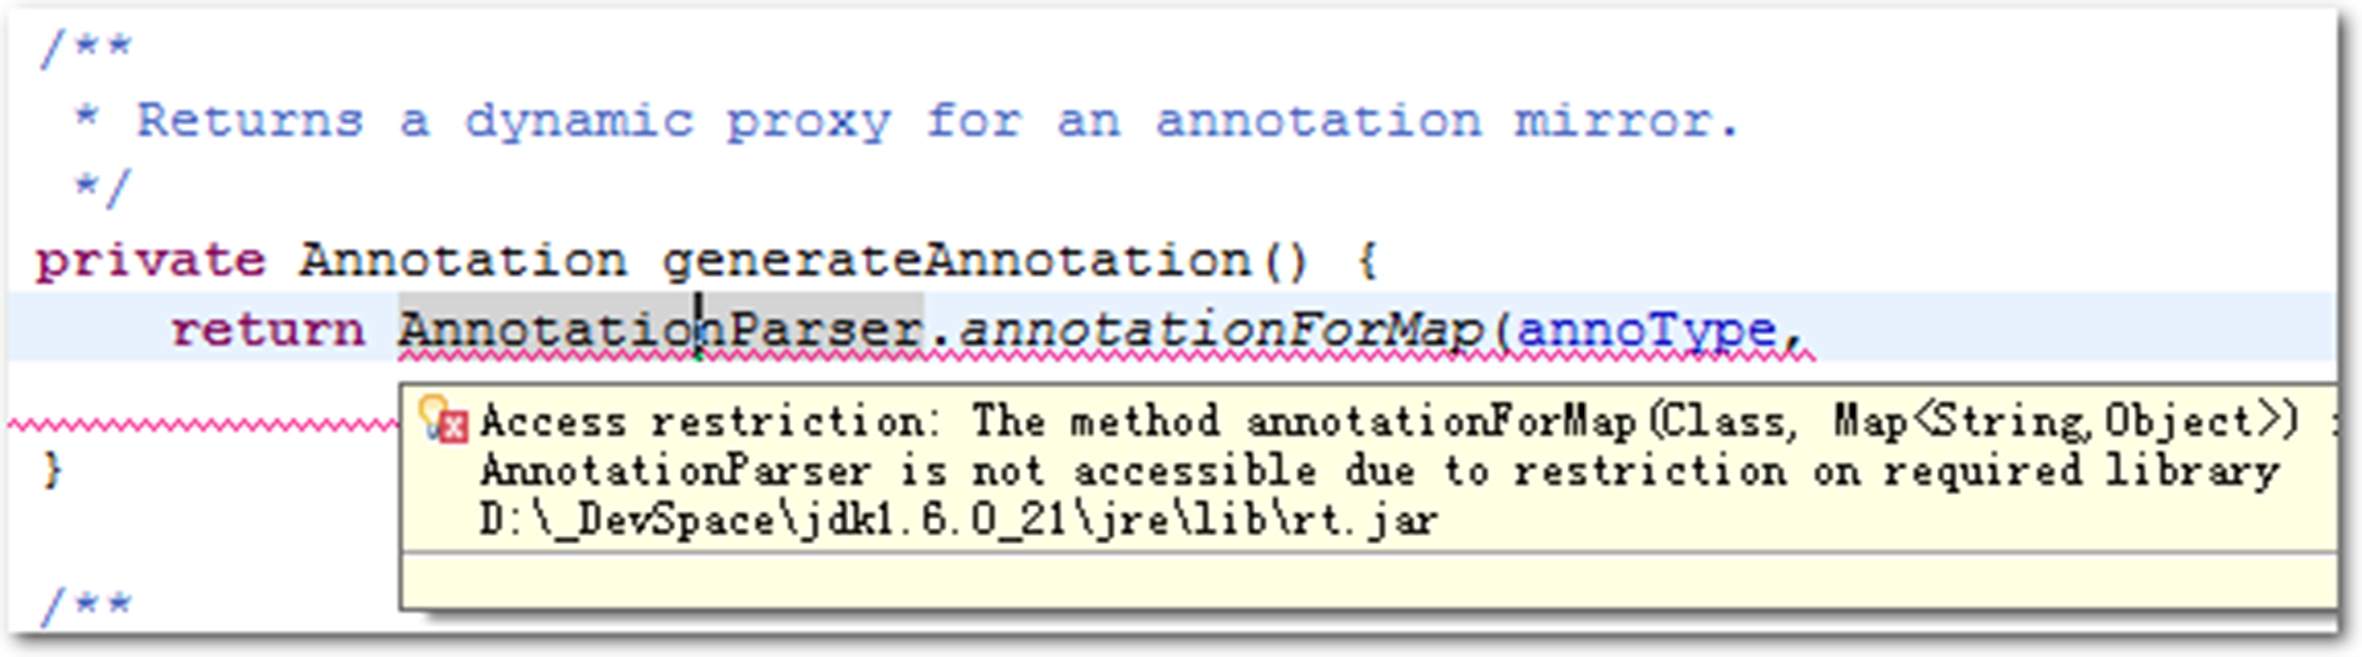 /**
 * Returns a dynamic proxy for an annotation mirror.
 */
private Annotation generateAnnotation() {
    return AnnotationParser.annotationForMap(annoType,
Access restriction: The method annotationForMap(Class, Map<String,Object>)
AnnotationParser is not accessible due to restriction on required library
D:\_DevSpace\jdk1.6.0_21\jre\lib\rt.jar
}
/**